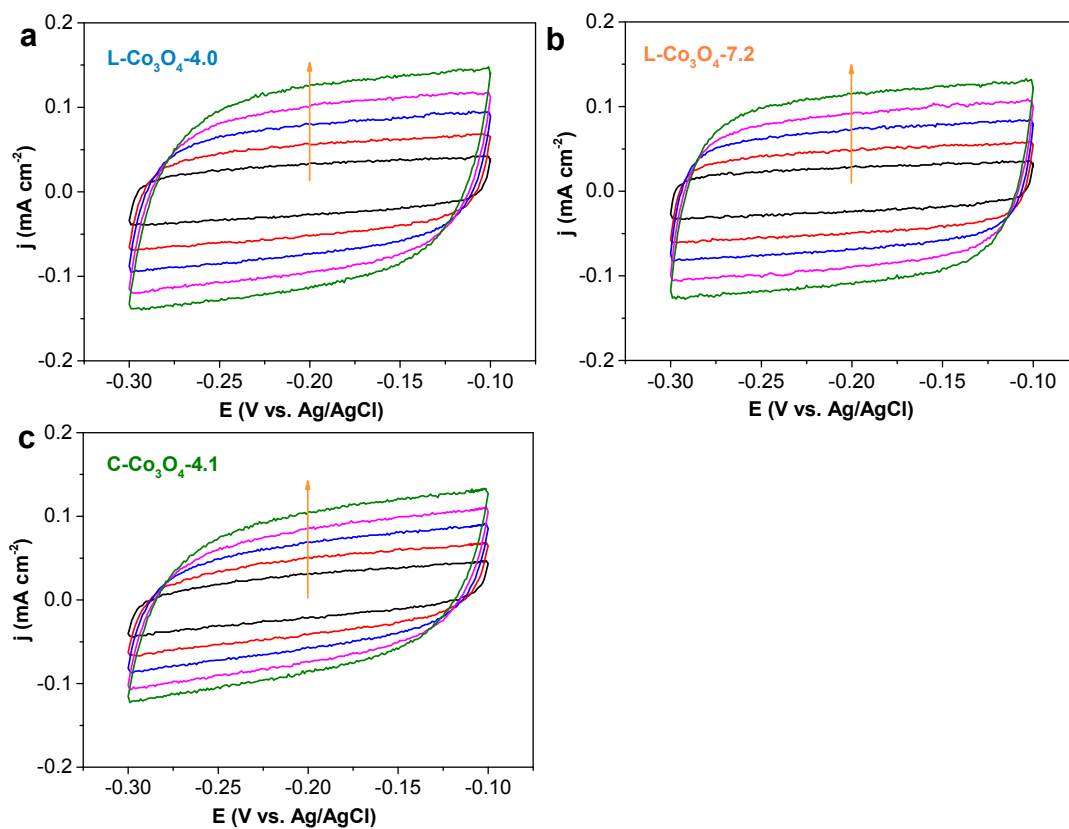 a
L-Co₃O₄-4.0
0.2
0.1
0.0
-0.1
-0.2
j (mA cm⁻²)
-0.30 -0.25 -0.20 -0.15 -0.10
E (V vs. Ag/AgCl)
b
L-Co₃O₄-7.2
0.2
0.1
0.0
-0.1
-0.2
j (mA cm⁻²)
-0.30 -0.25 -0.20 -0.15 -0.10
E (V vs. Ag/AgCl)
c
C-Co₃O₄-4.1
0.2
0.1
0.0
-0.1
-0.2
j (mA cm⁻²)
-0.30 -0.25 -0.20 -0.15 -0.10
E (V vs. Ag/AgCl)